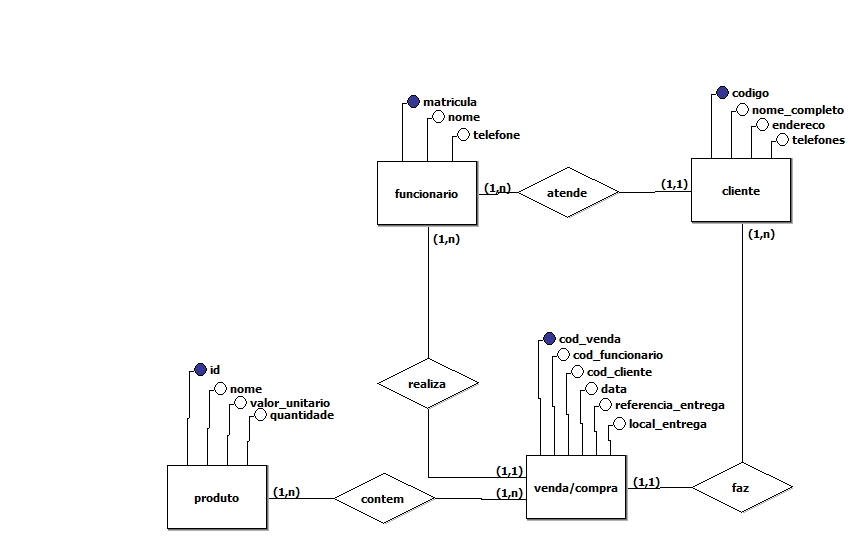 codigo
matricula
nome_completo
nome
endereco
telefone
telefones
funcionario
(1,n)
atende
(1,1)
cliente
(1,n)
(1,n)
cod_venda
cod_funcionario
id
cod_cliente
realiza
nome
data
valor_unitario
referencia_entrega
quantidade
local_entrega
(1,1)
produto
(1,n)
contem
(1,n)
venda/compra
(1,1)
faz